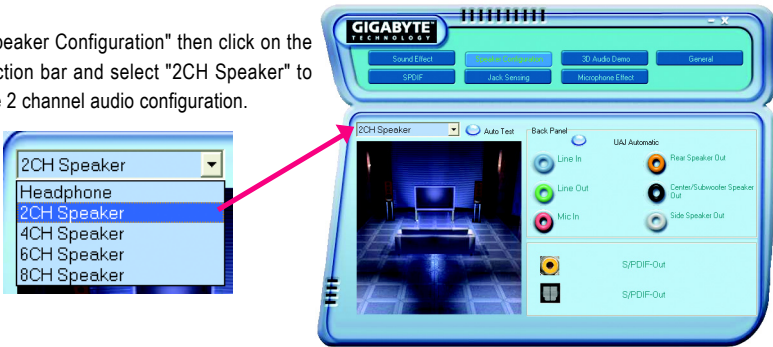 peaker Configuration" then click on the
ction bar and select "2CH Speaker" to
e 2 channel audio configuration.
2CH Speaker
Headphone
2CH Speaker
4CH Speaker
6CH Speaker
8CH Speaker
GIGABYTE
TECHNOLOGY
Sound Effect
Speaker Configuration
3D Audio Demo
General
SPDIF
Jack Sensing
Microphone Effect
2CH Speaker
Auto Test
Back Panel
UAJ Automatic
Line In
Rear Speaker Out
Line Out
Center/Subwoofer Speaker
Out
Mic In
Side Speaker Out
S/PDIF-Out
S/PDIF-Out